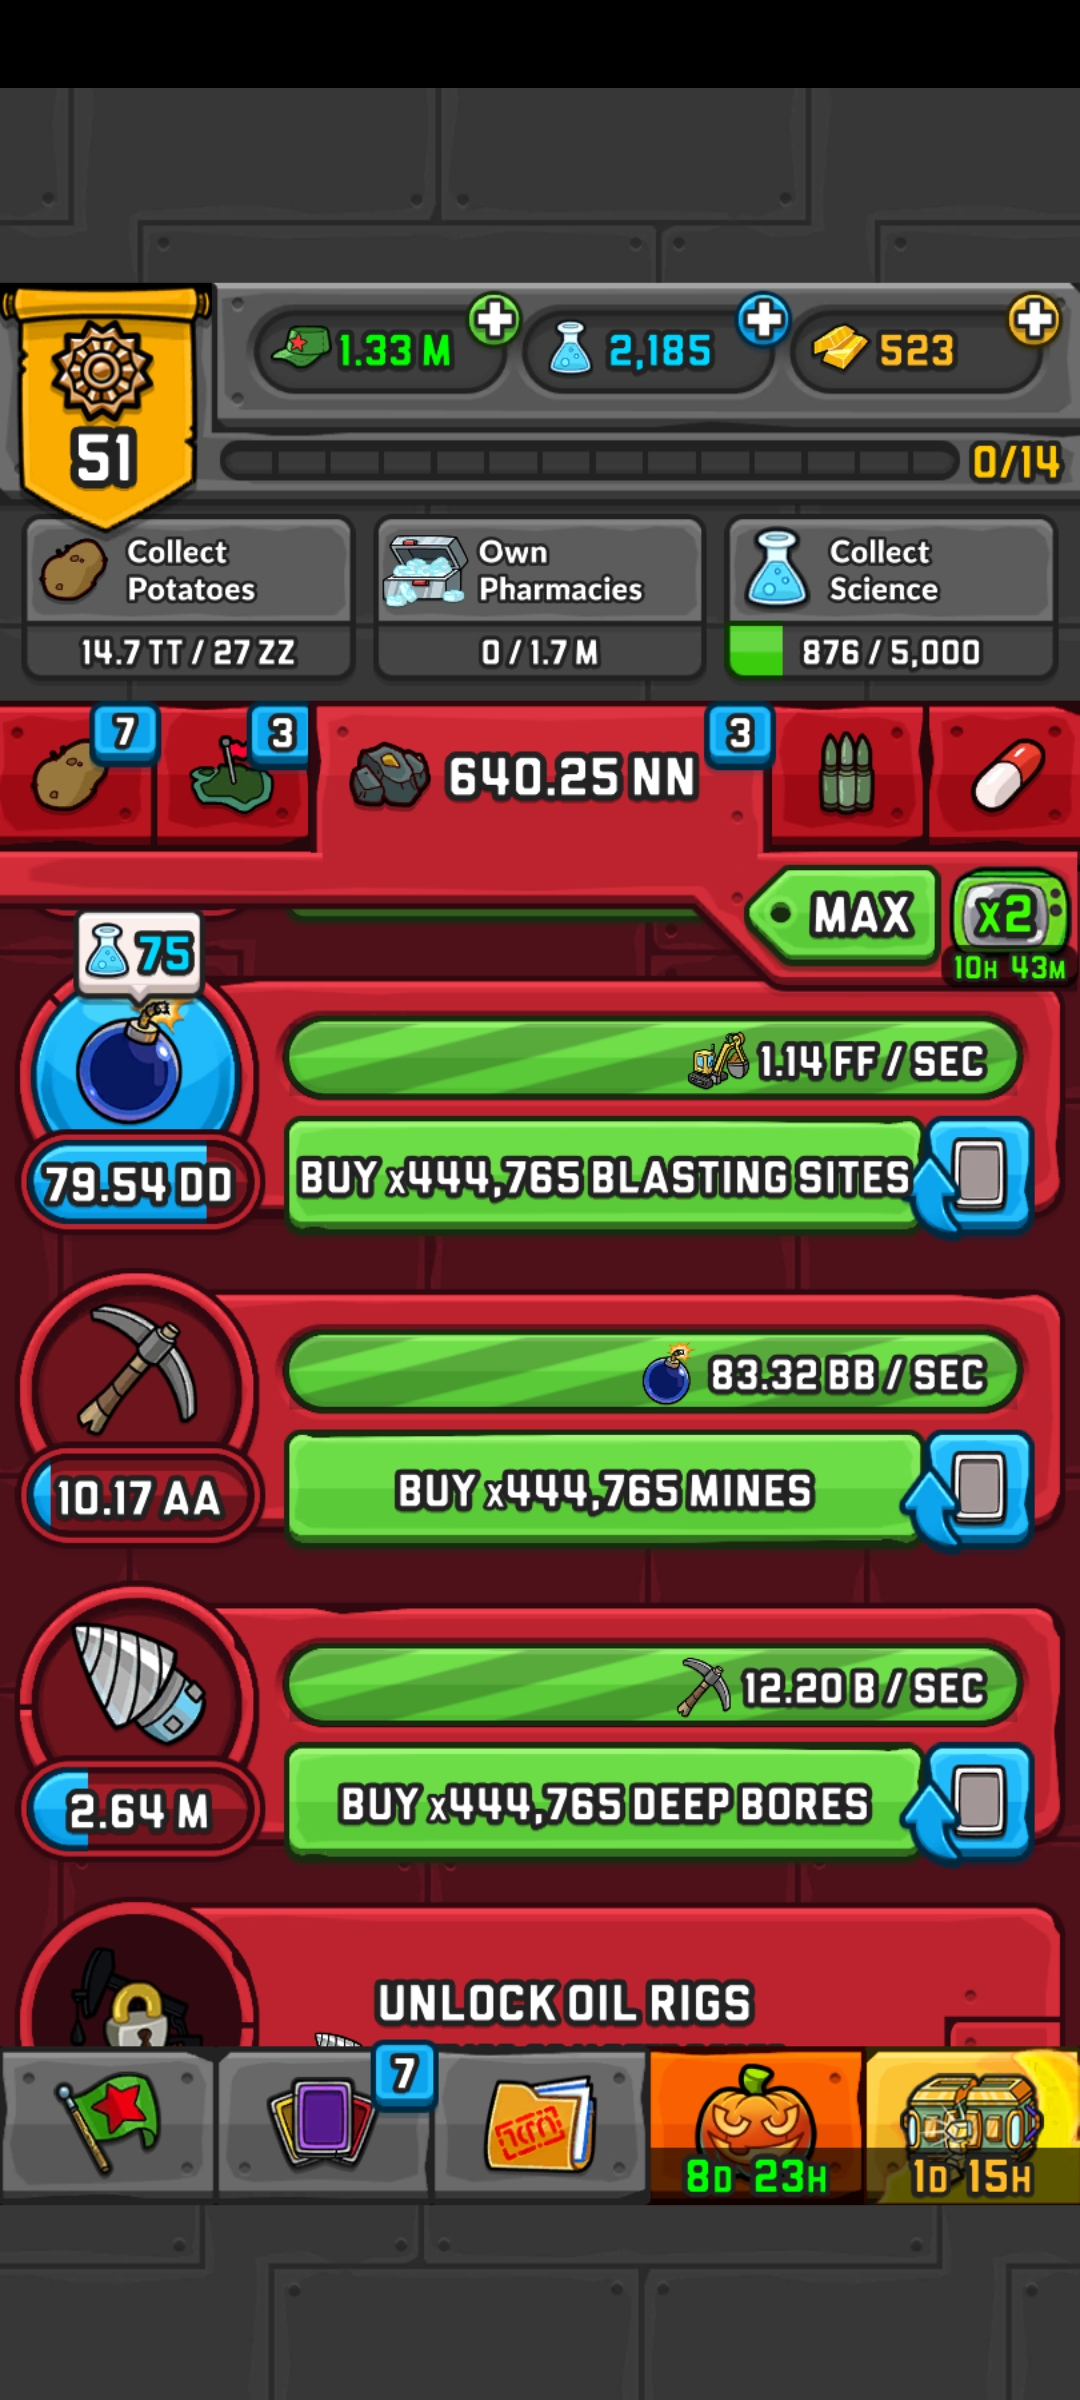 1.33 M
2,185
523
51
0/14
Collect
Potatoes
14.7 TT / 27 ZZ
Own
Pharmacies
0 / 1.7 M
Collect
Science
876 / 5,000
7
3
640.25 NN
3
MAX
x2
10H 43M
75
1.14 FF / SEC
79.54 DD
BUY x444,765 BLASTING SITES
83.32 BB / SEC
10.17 AA
BUY x444,765 MINES
12.20 B / SEC
2.64 M
BUY x444,765 DEEP BORES
UNLOCK OIL RIGS
7
8D 23H
1D 15H